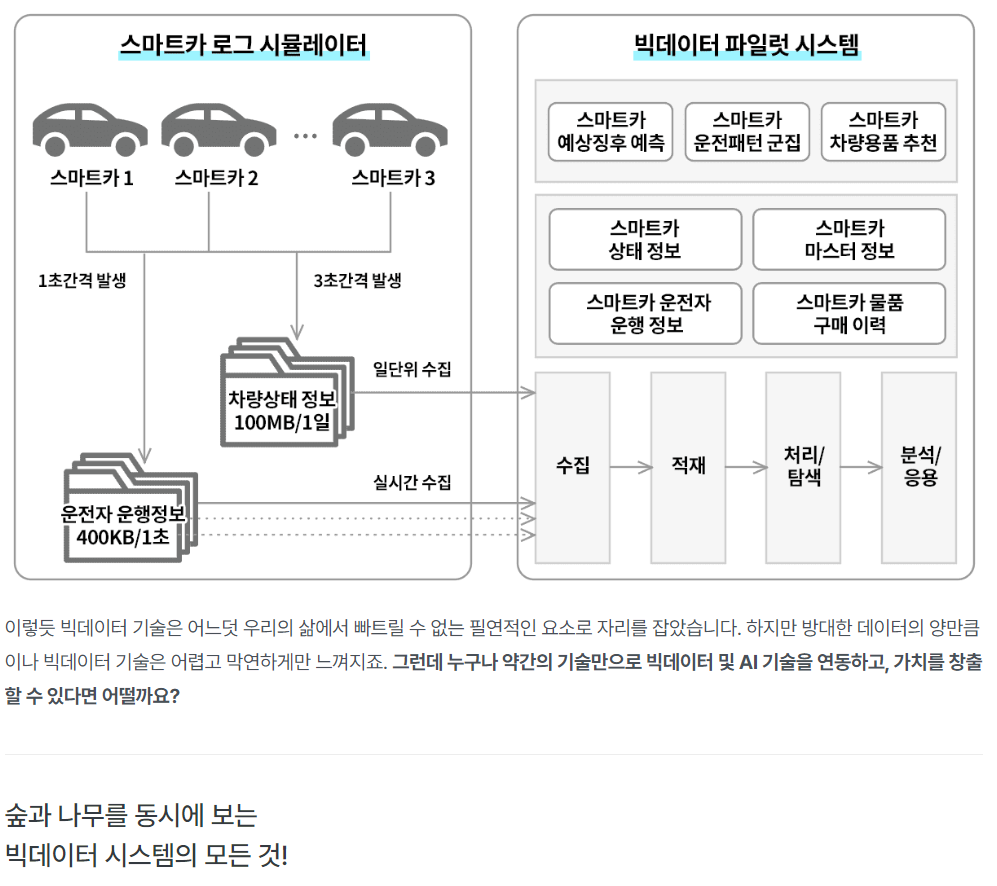 스마트카 로그 시뮬레이터
스마트카 1
스마트카 2
...
스마트카 3
1초간격 발생
3초간격 발생
차량상태 정보
100MB/1일
일단위 수집
운전자 운행정보
400KB/1초
실시간 수집
빅데이터 파일럿 시스템
스마트카
예상징후 예측
스마트카
운전패턴 군집
스마트카
차량용품 추천
스마트카
상태 정보
스마트카
마스터 정보
스마트카 운전자
운행 정보
스마트카 물품
구매 이력
수집
적재
처리/
탐색
분석/
응용
이렇듯 빅데이터 기술은 어느덧 우리의 삶에서 빠트릴 수 없는 필연적인 요소로 자리를 잡았습니다. 하지만 방대한 데이터의 양만큼
이나 빅데이터 기술은 어렵고 막연하게만 느껴지죠. 그런데 누구나 약간의 기술만으로 빅데이터 및 AI 기술을 연동하고, 가치를 창출
할 수 있다면 어떨까요?
숲과 나무를 동시에 보는
빅데이터 시스템의 모든 것!